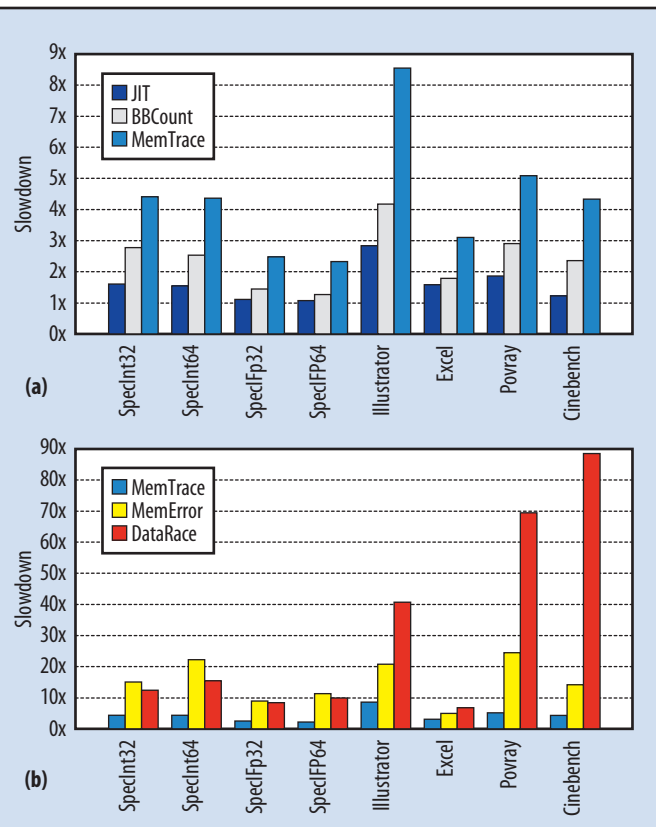 9x
8x
7x
6x
5x
4x
3x
2x
1x
0x
Slowdown
JIT
BBCount
MemTrace
SpecInt32
SpecInt64
SpecIFp32
SpecIFP64
Illustrator
Excel
Povray
Cinebench
(a)
90x
80x
70x
60x
50x
40x
30x
20x
10x
0x
Slowdown
MemTrace
MemError
DataRace
SpecInt32
SpecInt64
SpecIFp32
SpecIFP64
Illustrator
Excel
Povray
Cinebench
(b)